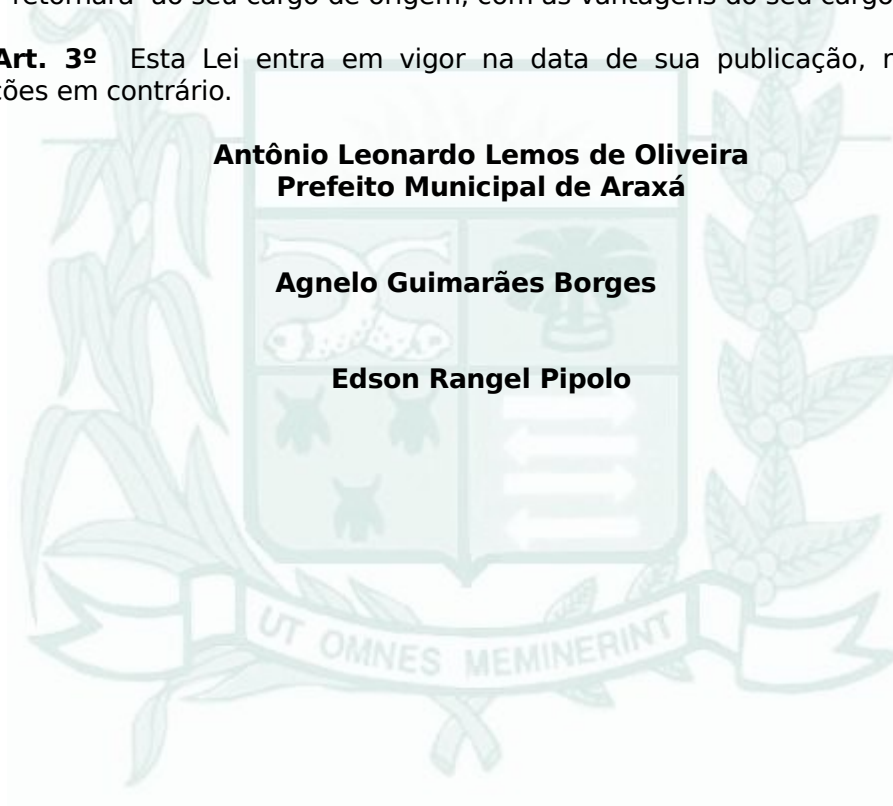 retornará ao seu cargo de origem, com as vantagens do seu cargo
Art. 3º Esta Lei entra em vigor na data de sua publicação,
ções em contrário.
Antônio Leonardo Lemos de Oliveira
Prefeito Municipal de Araxá
Agnelo Guimarães Borges
Edson Rangel Pipolo
UT OMNES MEMINERINT